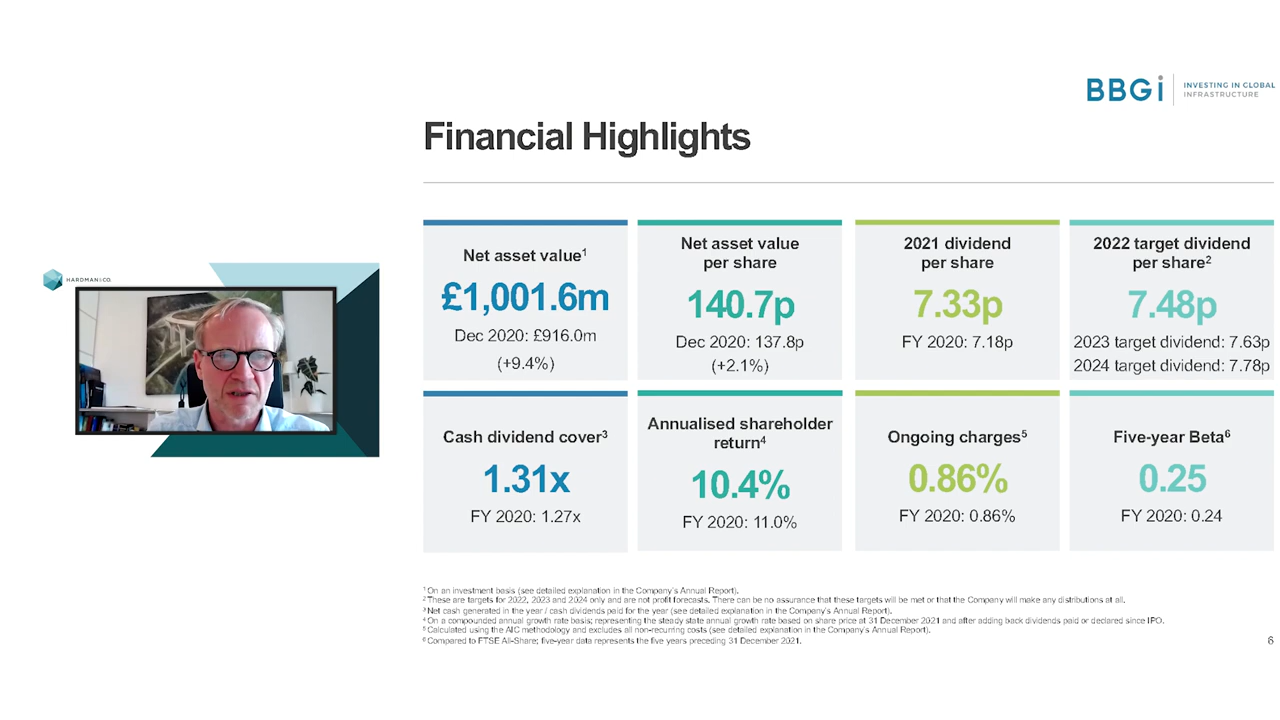 BBGi
INVESTING IN GLOBAL
INFRASTRUCTURE
Financial Highlights
HARDMAN&CO.
Net asset value¹
£1,001.6m
Dec 2020: £916.0m
(+9.4%)
Net asset value
per share
140.7p
Dec 2020: 137.8p
(+2.1%)
2021 dividend
per share
7.33p
FY 2020: 7.18p
2022 target dividend
per share²
7.48p
2023 target dividend: 7.63p
2024 target dividend: 7.78p
Cash dividend cover³
1.31x
FY 2020: 1.27x
Annualised shareholder
return⁴
10.4%
FY 2020: 11.0%
Ongoing charges⁵
0.86%
FY 2020: 0.86%
Five-year Beta⁶
0.25
FY 2020: 0.24
¹ On an investment basis (see detailed explanation in the Company's Annual Report).
² These are targets for 2022, 2023 and 2024 only and are not profit forecasts. There can be no assurance that these targets will be met or that the Company will make any distributions at all.
³ Net cash generated in the year / cash dividends paid for the year (see detailed explanation in the Company's Annual Report).
⁴ On a compounded annual growth rate basis; representing the steady state annual growth rate based on share price at 31 December 2021 and after adding back dividends paid or declared since IPO.
⁵ Calculated using the AIC methodology and excludes all non-recurring costs (see detailed explanation in the Company's Annual Report).
⁶ Compared to FTSE All-Share; five-year data represents the five years preceding 31 December 2021.
6